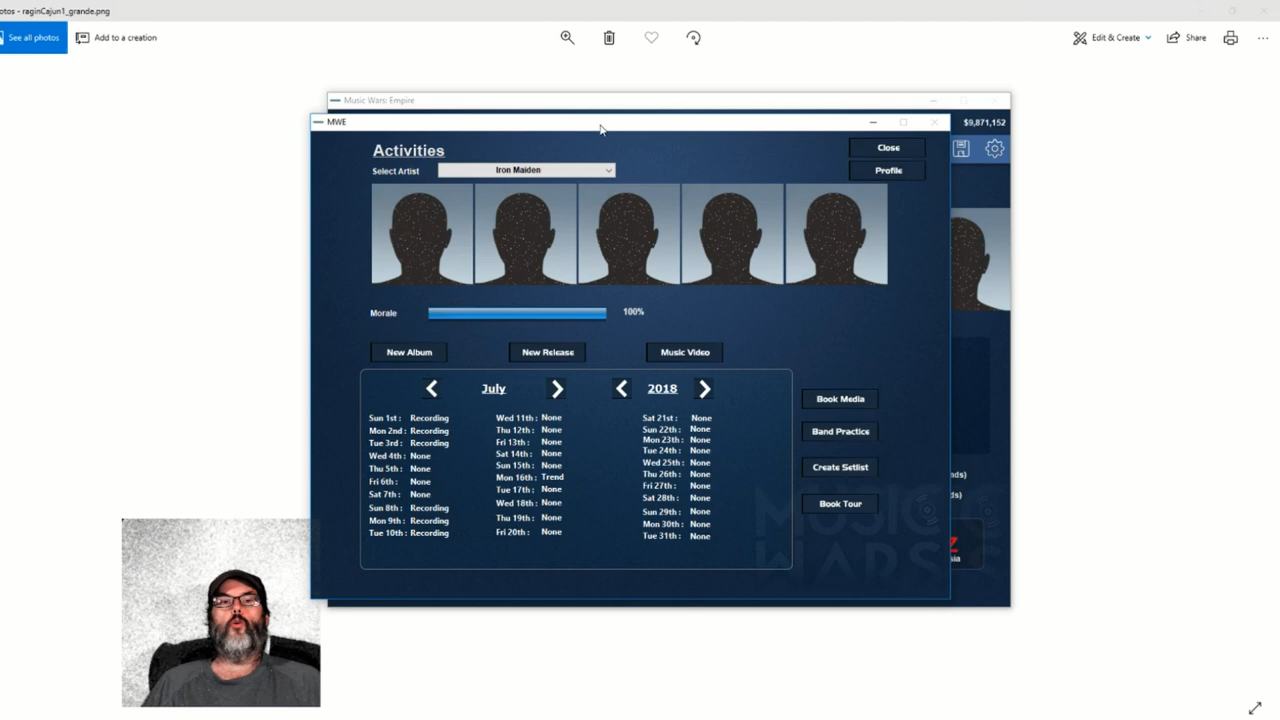 otos - raginCajun1_grande.png
See all photos
Add to a creation
Edit & Create
Share
Music Wars: Empire
MWE
$9,871,152
Activities
Close
Select Artist
Iron Maiden
Profile
Morale
100%
New Album
New Release
Music Video
July
2018
Sun 1st : Recording
Mon 2nd : Recording
Tue 3rd : Recording
Wed 4th : None
Thu 5th : None
Fri 6th : None
Sat 7th : None
Sun 8th : Recording
Mon 9th : Recording
Tue 10th : Recording
Wed 11th : None
Thu 12th : None
Fri 13th : None
Sat 14th : None
Sun 15th : None
Mon 16th : Trend
Tue 17th : None
Wed 18th : None
Thu 19th : None
Fri 20th : None
Sat 21st : None
Sun 22th : None
Mon 23th : None
Tue 24th : None
Wed 25th : None
Thu 26th : None
Fri 27th : None
Sat 28th : None
Sun 29th : None
Mon 30th : None
Tue 31th : None
Book Media
Band Practice
Create Setlist
Book Tour
MUSIC
WARS
nds)
ds)
Z
sia